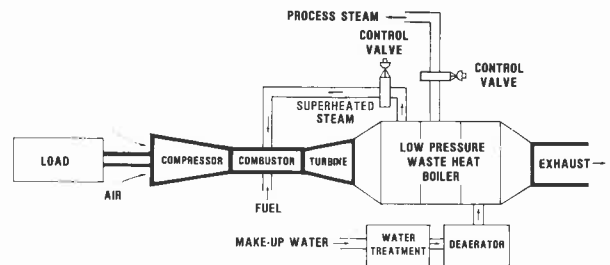 PROCESS STEAM
CONTROL
VALVE
CONTROL
VALVE
SUPERHEATED
STEAM
LOAD
COMPRESSOR
COMBUSTOR
TURBINE
LOW PRESSURE
WASTE HEAT
BOILER
EXHAUST
AIR
FUEL
MAKE-UP WATER
WATER
TREATMENT
DEAERATOR